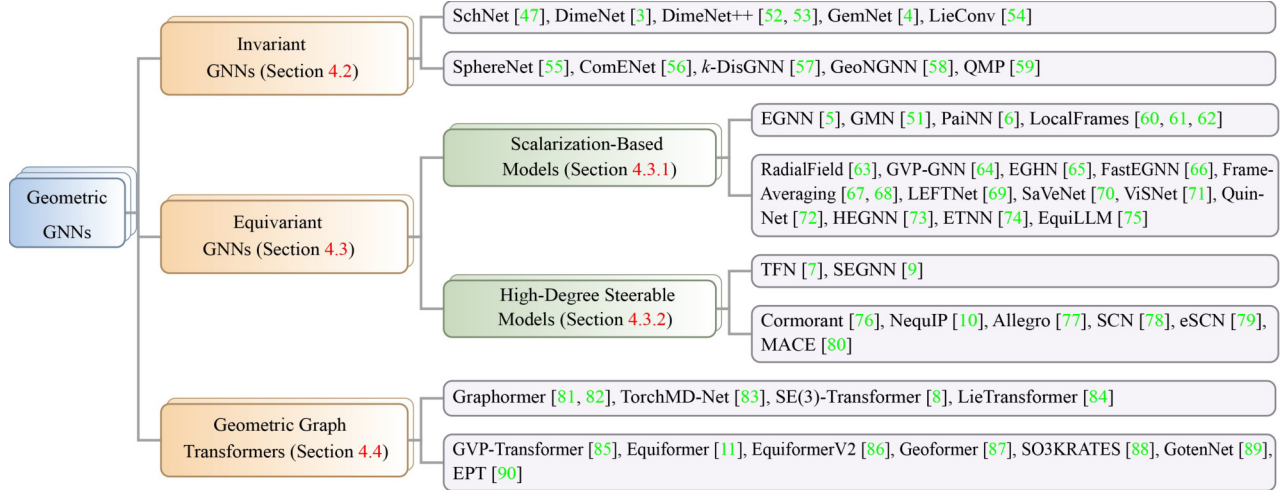 Geometric
GNNs
Invariant
GNNs (Section 4.2)
SchNet [47], DimeNet [3], DimeNet++ [52, 53], GemNet [4], LieConv [54]
SphereNet [55], ComENet [56], k-DisGNN [57], GeoNGNN [58], QMP [59]
Equivariant
GNNs (Section 4.3)
Scalarization-Based
Models (Section 4.3.1)
EGNN [5], GMN [51], PaiNN [6], LocalFrames [60, 61, 62]
RadialField [63], GVP-GNN [64], EGHN [65], FastEGNN [66], Frame-
Averaging [67, 68], LEFTNet [69], SaVeNet [70, ViSNet [71], Quin-
Net [72], HEGNN [73], ETNN [74], EquiLLM [75]
High-Degree Steerable
Models (Section 4.3.2)
TFN [7], SEGNN [9]
Cormorant [76], NequIP [10], Allegro [77], SCN [78], eSCN [79],
MACE [80]
Geometric Graph
Transformers (Section 4.4)
Graphormer [81, 82], TorchMD-Net [83], SE(3)-Transformer [8], LieTransformer [84]
GVP-Transformer [85], Equiformer [11], EquiformerV2 [86], Geoformer [87], SO3KRATES [88], GotenNet [89],
EPT [90]